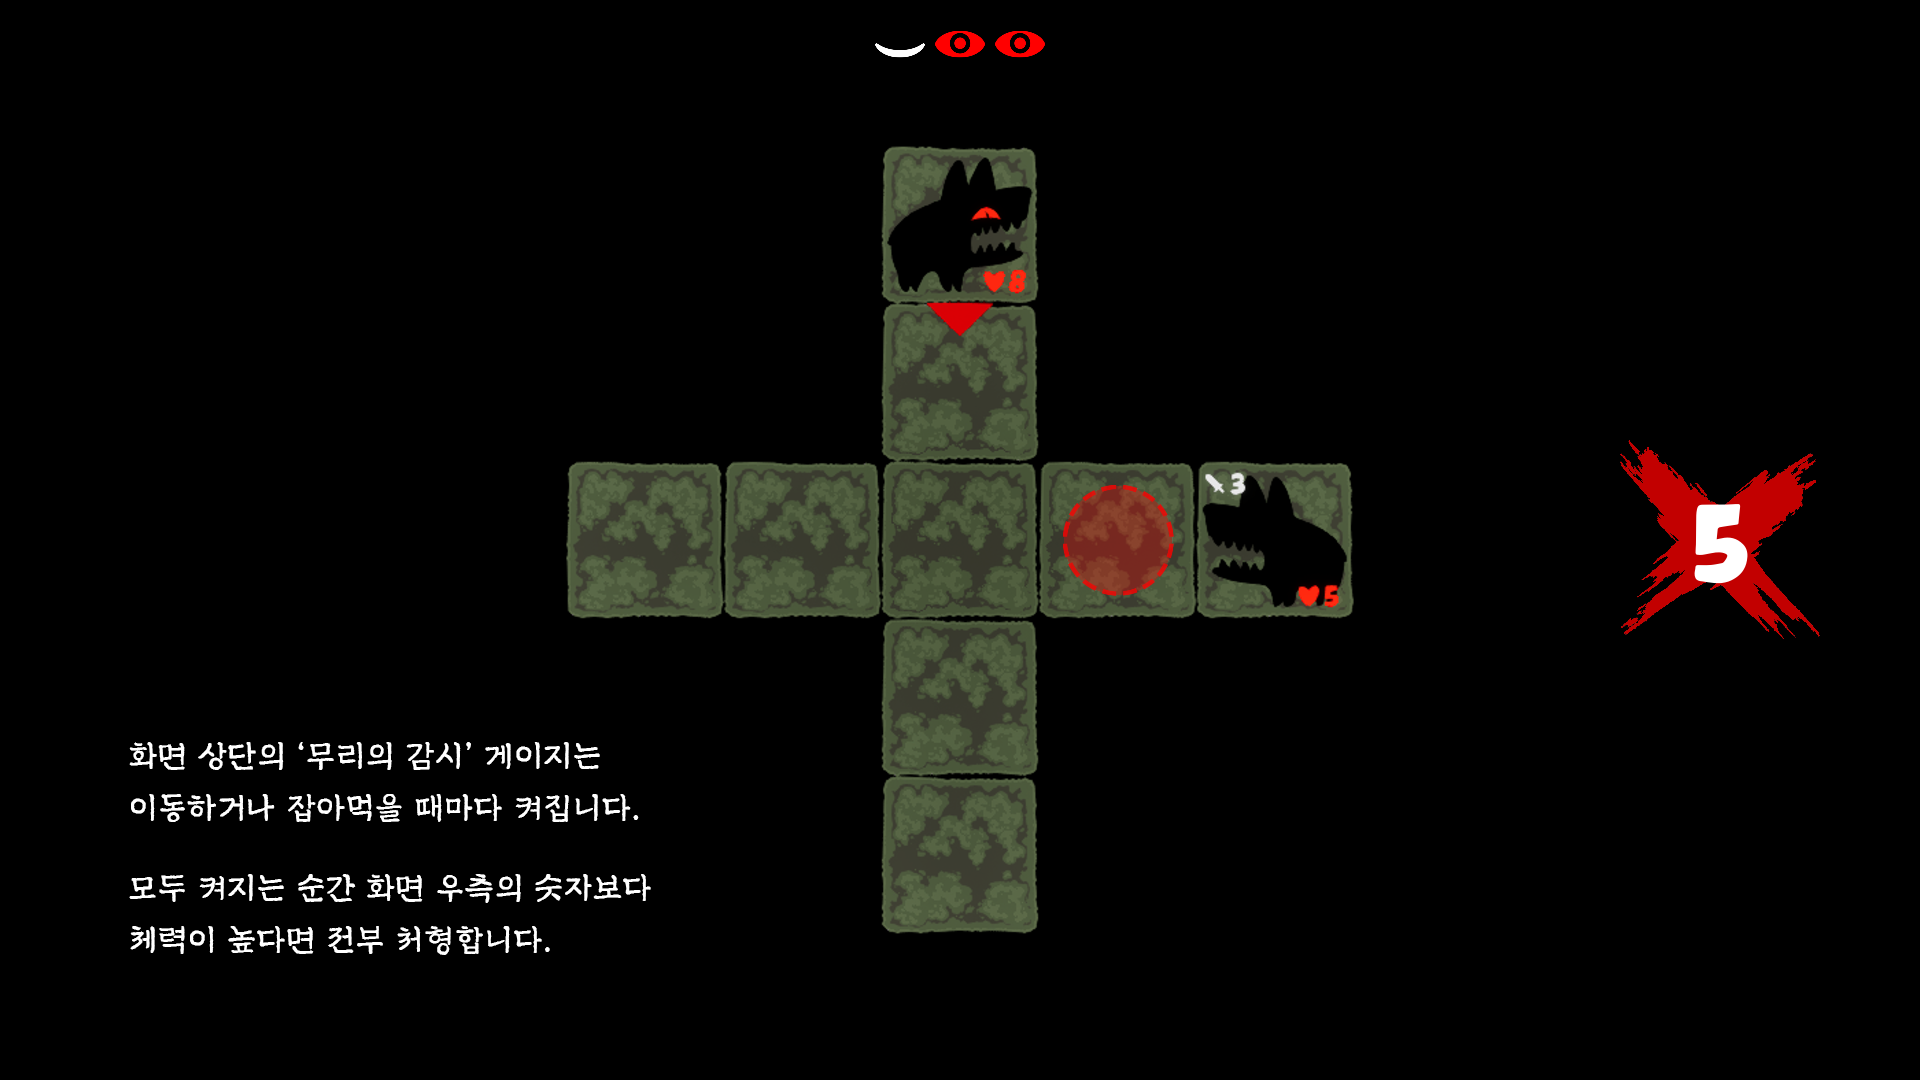 8
3
5
5
화면 상단의 ‘무리의 감시’ 게이지는
이동하거나 잡아먹을 때마다 켜집니다.
모두 켜지는 순간 화면 우측의 숫자보다
체력이 높다면 전부 처형합니다.